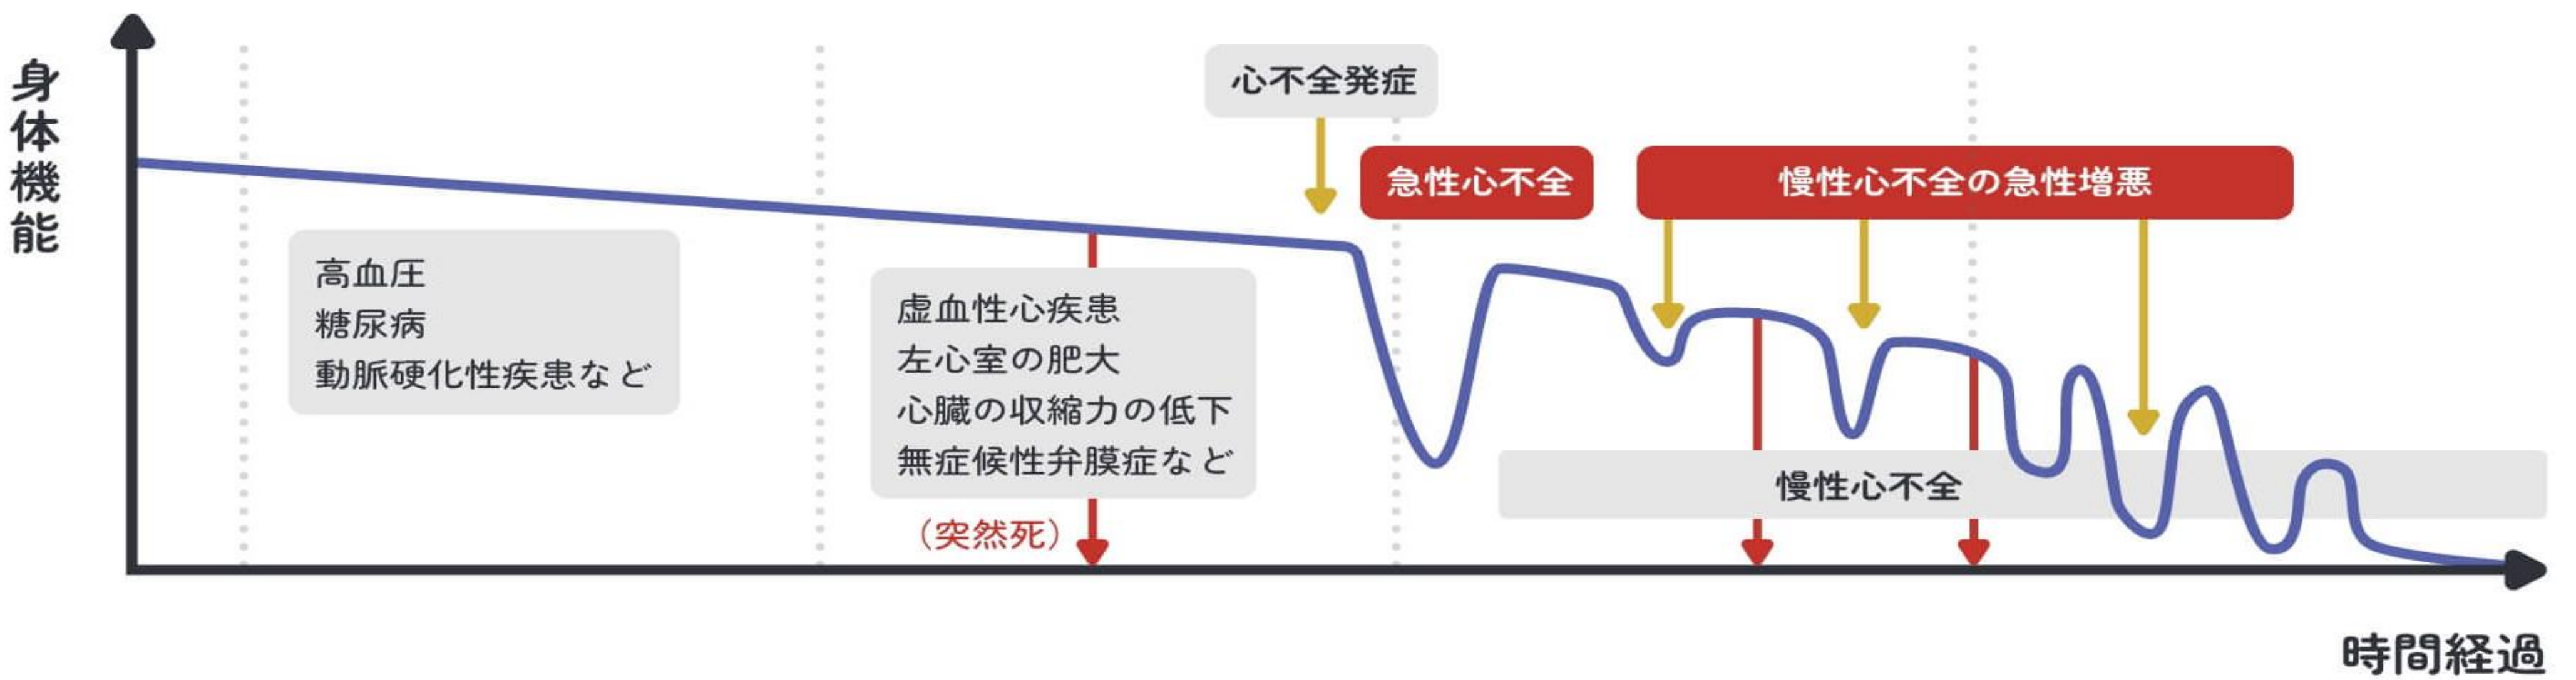 身体機能
心不全発症
急性心不全
慢性心不全の急性増悪
高血圧
糖尿病
動脈硬化性疾患など
虚血性心疾患
左心室の肥大
心臓の収縮力の低下
無症候性弁膜症など
（突然死）
慢性心不全
時間経過